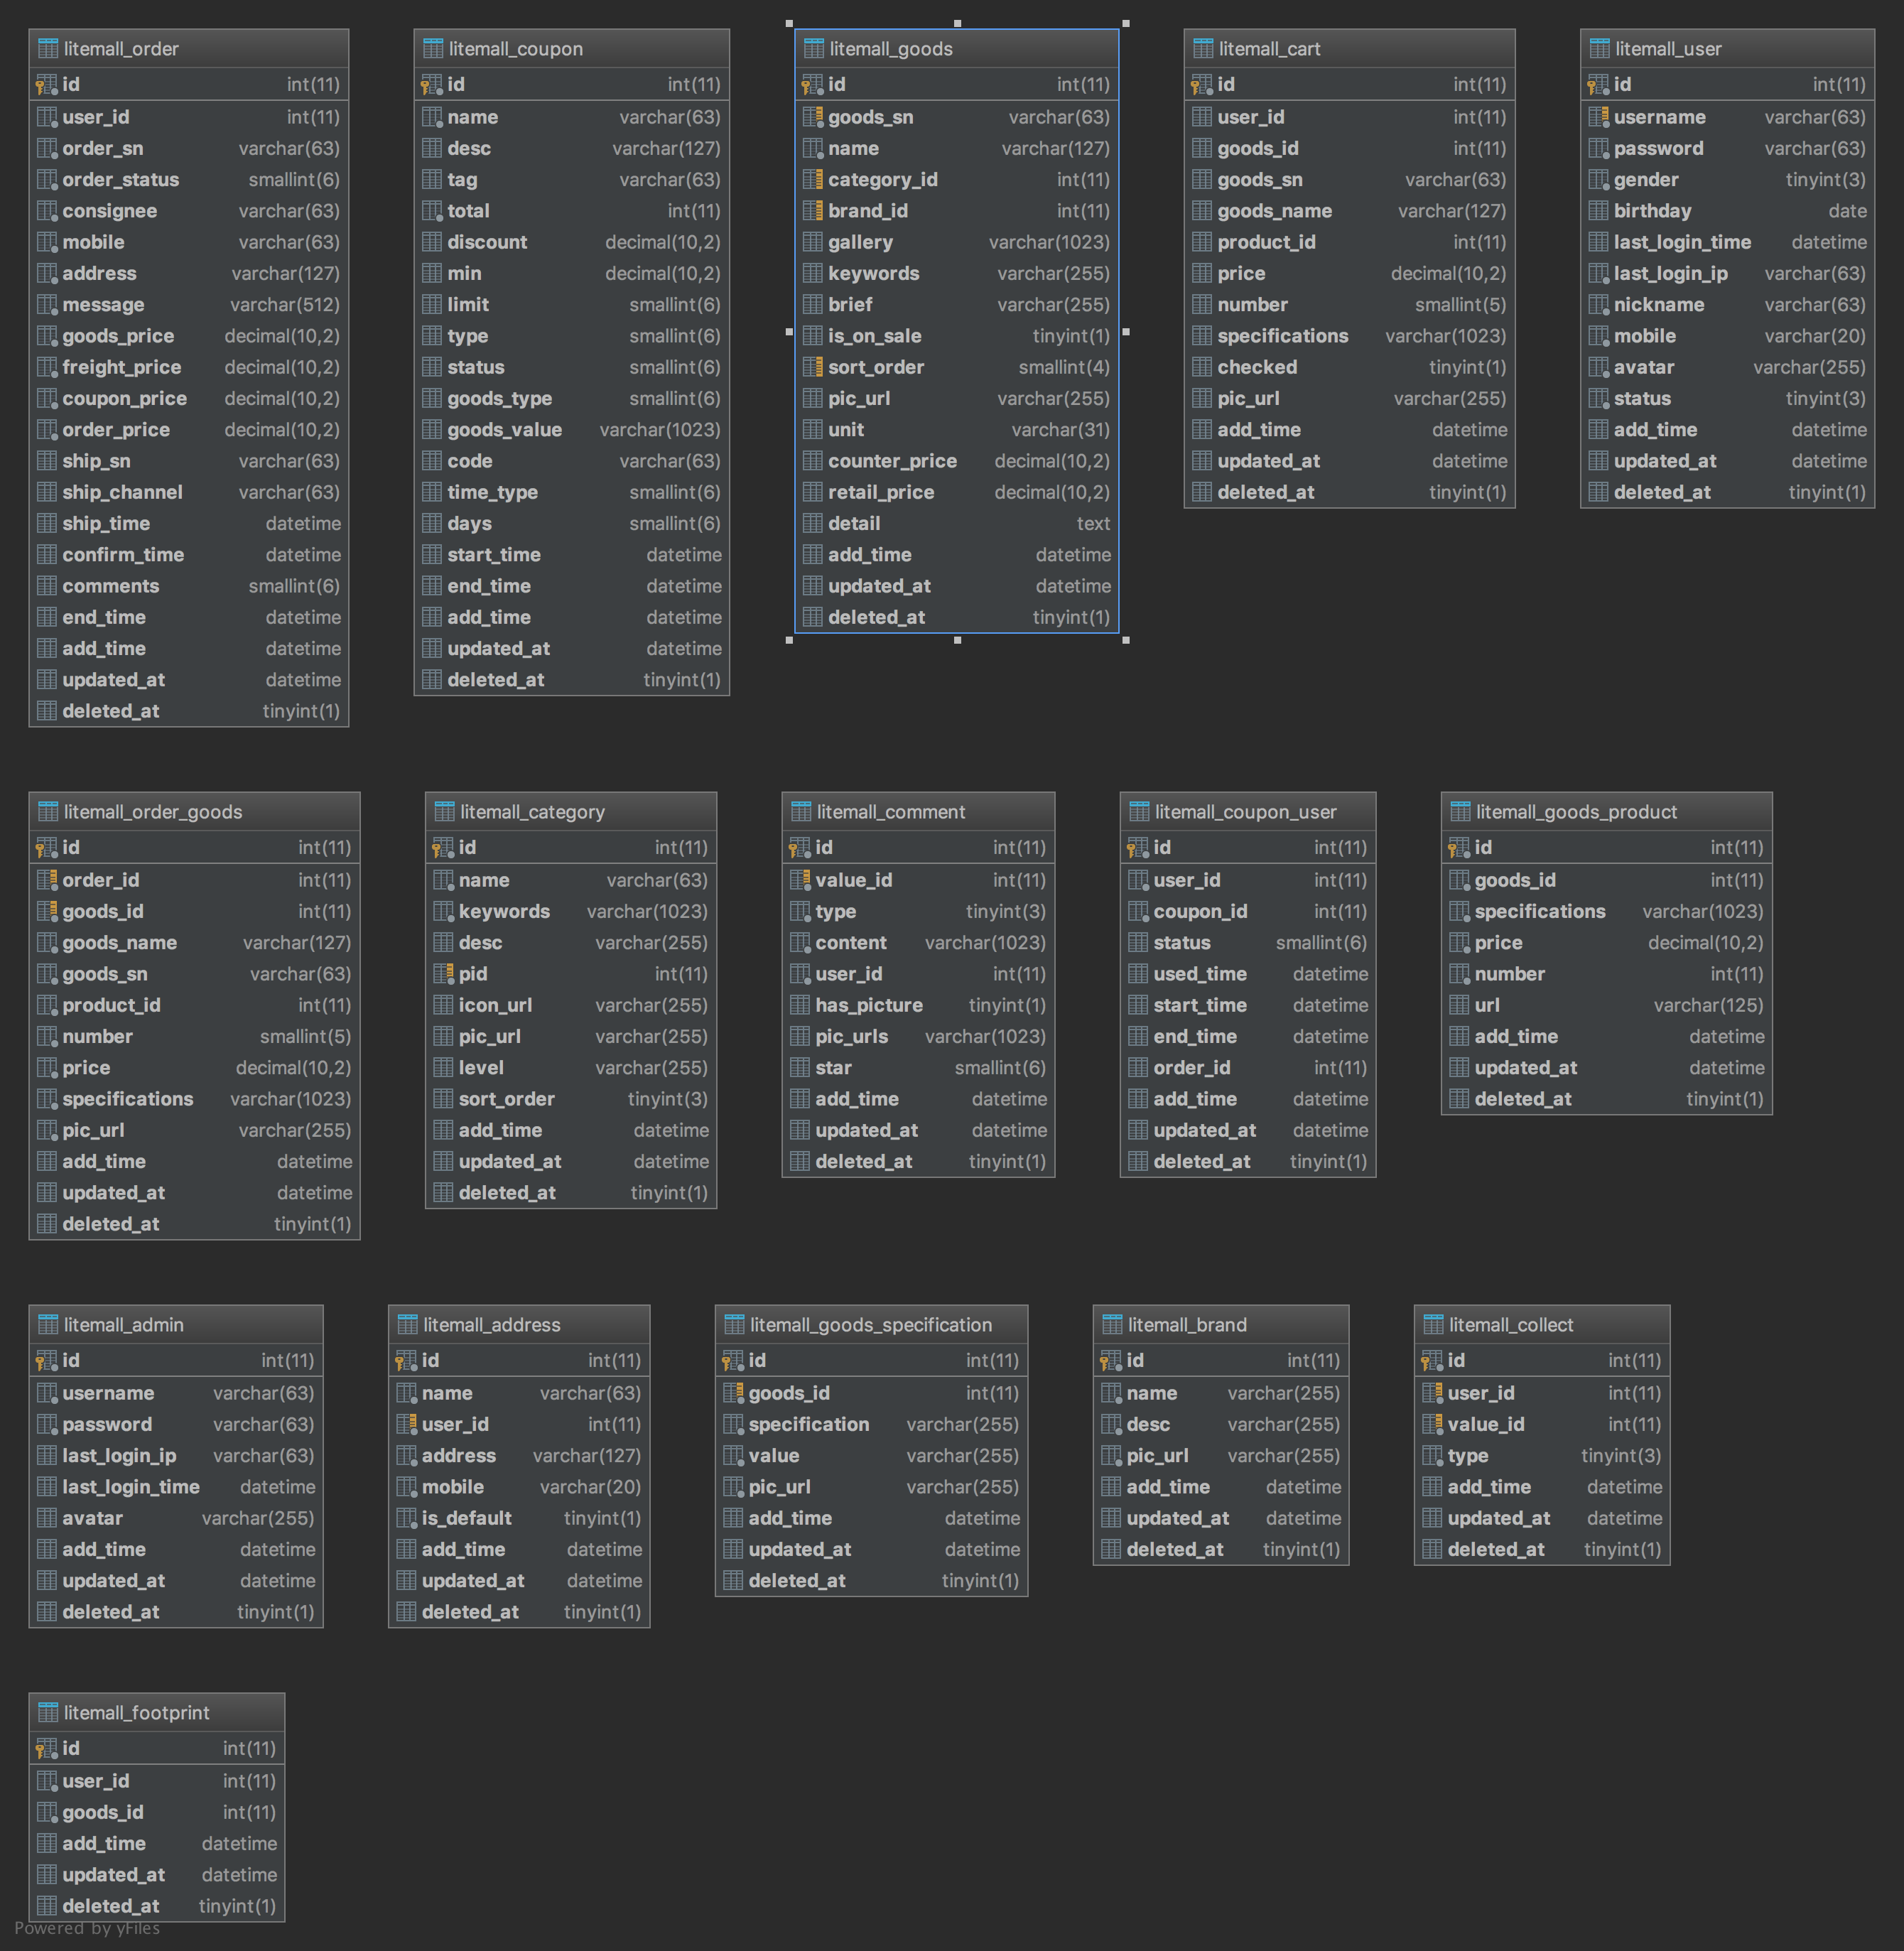 litemall_order
id int(11)
user_id int(11)
order_sn varchar(63)
order_status smallint(6)
consignee varchar(63)
mobile varchar(63)
address varchar(127)
message varchar(512)
goods_price decimal(10,2)
freight_price decimal(10,2)
coupon_price decimal(10,2)
order_price decimal(10,2)
ship_sn varchar(63)
ship_channel varchar(63)
ship_time datetime
confirm_time datetime
comments smallint(6)
end_time datetime
add_time datetime
updated_at datetime
deleted_at tinyint(1)
litemall_coupon
id int(11)
name varchar(63)
desc varchar(127)
tag varchar(63)
total int(11)
discount decimal(10,2)
min decimal(10,2)
limit smallint(6)
type smallint(6)
status smallint(6)
goods_type smallint(6)
goods_value varchar(1023)
code varchar(63)
time_type smallint(6)
days smallint(6)
start_time datetime
end_time datetime
add_time datetime
updated_at datetime
deleted_at tinyint(1)
litemall_goods
id int(11)
goods_sn varchar(63)
name varchar(127)
category_id int(11)
brand_id int(11)
gallery varchar(1023)
keywords varchar(255)
brief varchar(255)
is_on_sale tinyint(1)
sort_order smallint(4)
pic_url varchar(255)
unit varchar(31)
counter_price decimal(10,2)
retail_price decimal(10,2)
detail text
add_time datetime
updated_at datetime
deleted_at tinyint(1)
litemall_cart
id int(11)
user_id int(11)
goods_id int(11)
goods_sn varchar(63)
goods_name varchar(127)
product_id int(11)
price decimal(10,2)
number smallint(5)
specifications varchar(1023)
checked tinyint(1)
pic_url varchar(255)
add_time datetime
updated_at datetime
deleted_at tinyint(1)
litemall_user
id int(11)
username varchar(63)
password varchar(63)
gender tinyint(3)
birthday date
last_login_time datetime
last_login_ip varchar(63)
nickname varchar(63)
mobile varchar(20)
avatar varchar(255)
status tinyint(3)
add_time datetime
updated_at datetime
deleted_at tinyint(1)
litemall_order_goods
id int(11)
order_id int(11)
goods_id int(11)
goods_name varchar(127)
goods_sn varchar(63)
product_id int(11)
number smallint(5)
price decimal(10,2)
specifications varchar(1023)
pic_url varchar(255)
add_time datetime
updated_at datetime
deleted_at tinyint(1)
litemall_category
id int(11)
name varchar(63)
keywords varchar(1023)
desc varchar(255)
pid int(11)
icon_url varchar(255)
pic_url varchar(255)
level varchar(255)
sort_order tinyint(3)
add_time datetime
updated_at datetime
deleted_at tinyint(1)
litemall_comment
id int(11)
value_id int(11)
type tinyint(3)
content varchar(1023)
user_id int(11)
has_picture tinyint(1)
pic_urls varchar(1023)
star smallint(6)
add_time datetime
updated_at datetime
deleted_at tinyint(1)
litemall_coupon_user
id int(11)
user_id int(11)
coupon_id int(11)
status smallint(6)
used_time datetime
start_time datetime
end_time datetime
order_id int(11)
add_time datetime
updated_at datetime
deleted_at tinyint(1)
litemall_goods_product
id int(11)
goods_id int(11)
specifications varchar(1023)
price decimal(10,2)
number int(11)
url varchar(125)
add_time datetime
updated_at datetime
deleted_at tinyint(1)
litemall_admin
id int(11)
username varchar(63)
password varchar(63)
last_login_ip varchar(63)
last_login_time datetime
avatar varchar(255)
add_time datetime
updated_at datetime
deleted_at tinyint(1)
litemall_address
id int(11)
name varchar(63)
user_id int(11)
address varchar(127)
mobile varchar(20)
is_default tinyint(1)
add_time datetime
updated_at datetime
deleted_at tinyint(1)
litemall_goods_specification
id int(11)
goods_id int(11)
specification varchar(255)
value varchar(255)
pic_url varchar(255)
add_time datetime
updated_at datetime
deleted_at tinyint(1)
litemall_brand
id int(11)
name varchar(255)
desc varchar(255)
pic_url varchar(255)
add_time datetime
updated_at datetime
deleted_at tinyint(1)
litemall_collect
id int(11)
user_id int(11)
value_id int(11)
type tinyint(3)
add_time datetime
updated_at datetime
deleted_at tinyint(1)
litemall_footprint
id int(11)
user_id int(11)
goods_id int(11)
add_time datetime
updated_at datetime
deleted_at tinyint(1)
Powered by yFiles